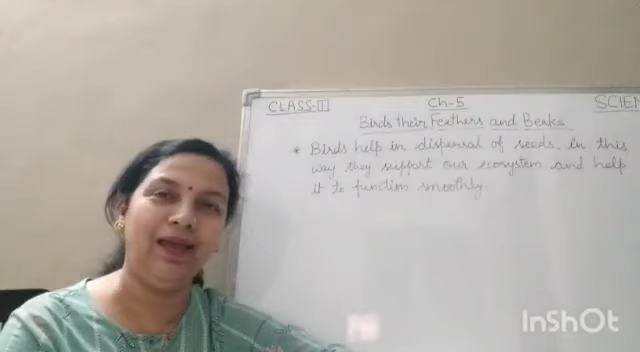 CLASS-III
Ch-5
SCIEN
Birds their Feathers and Beaks
* Birds help in dispersal of seeds. In this
way they support our ecosystem and help
it to function smoothly.
InShOt